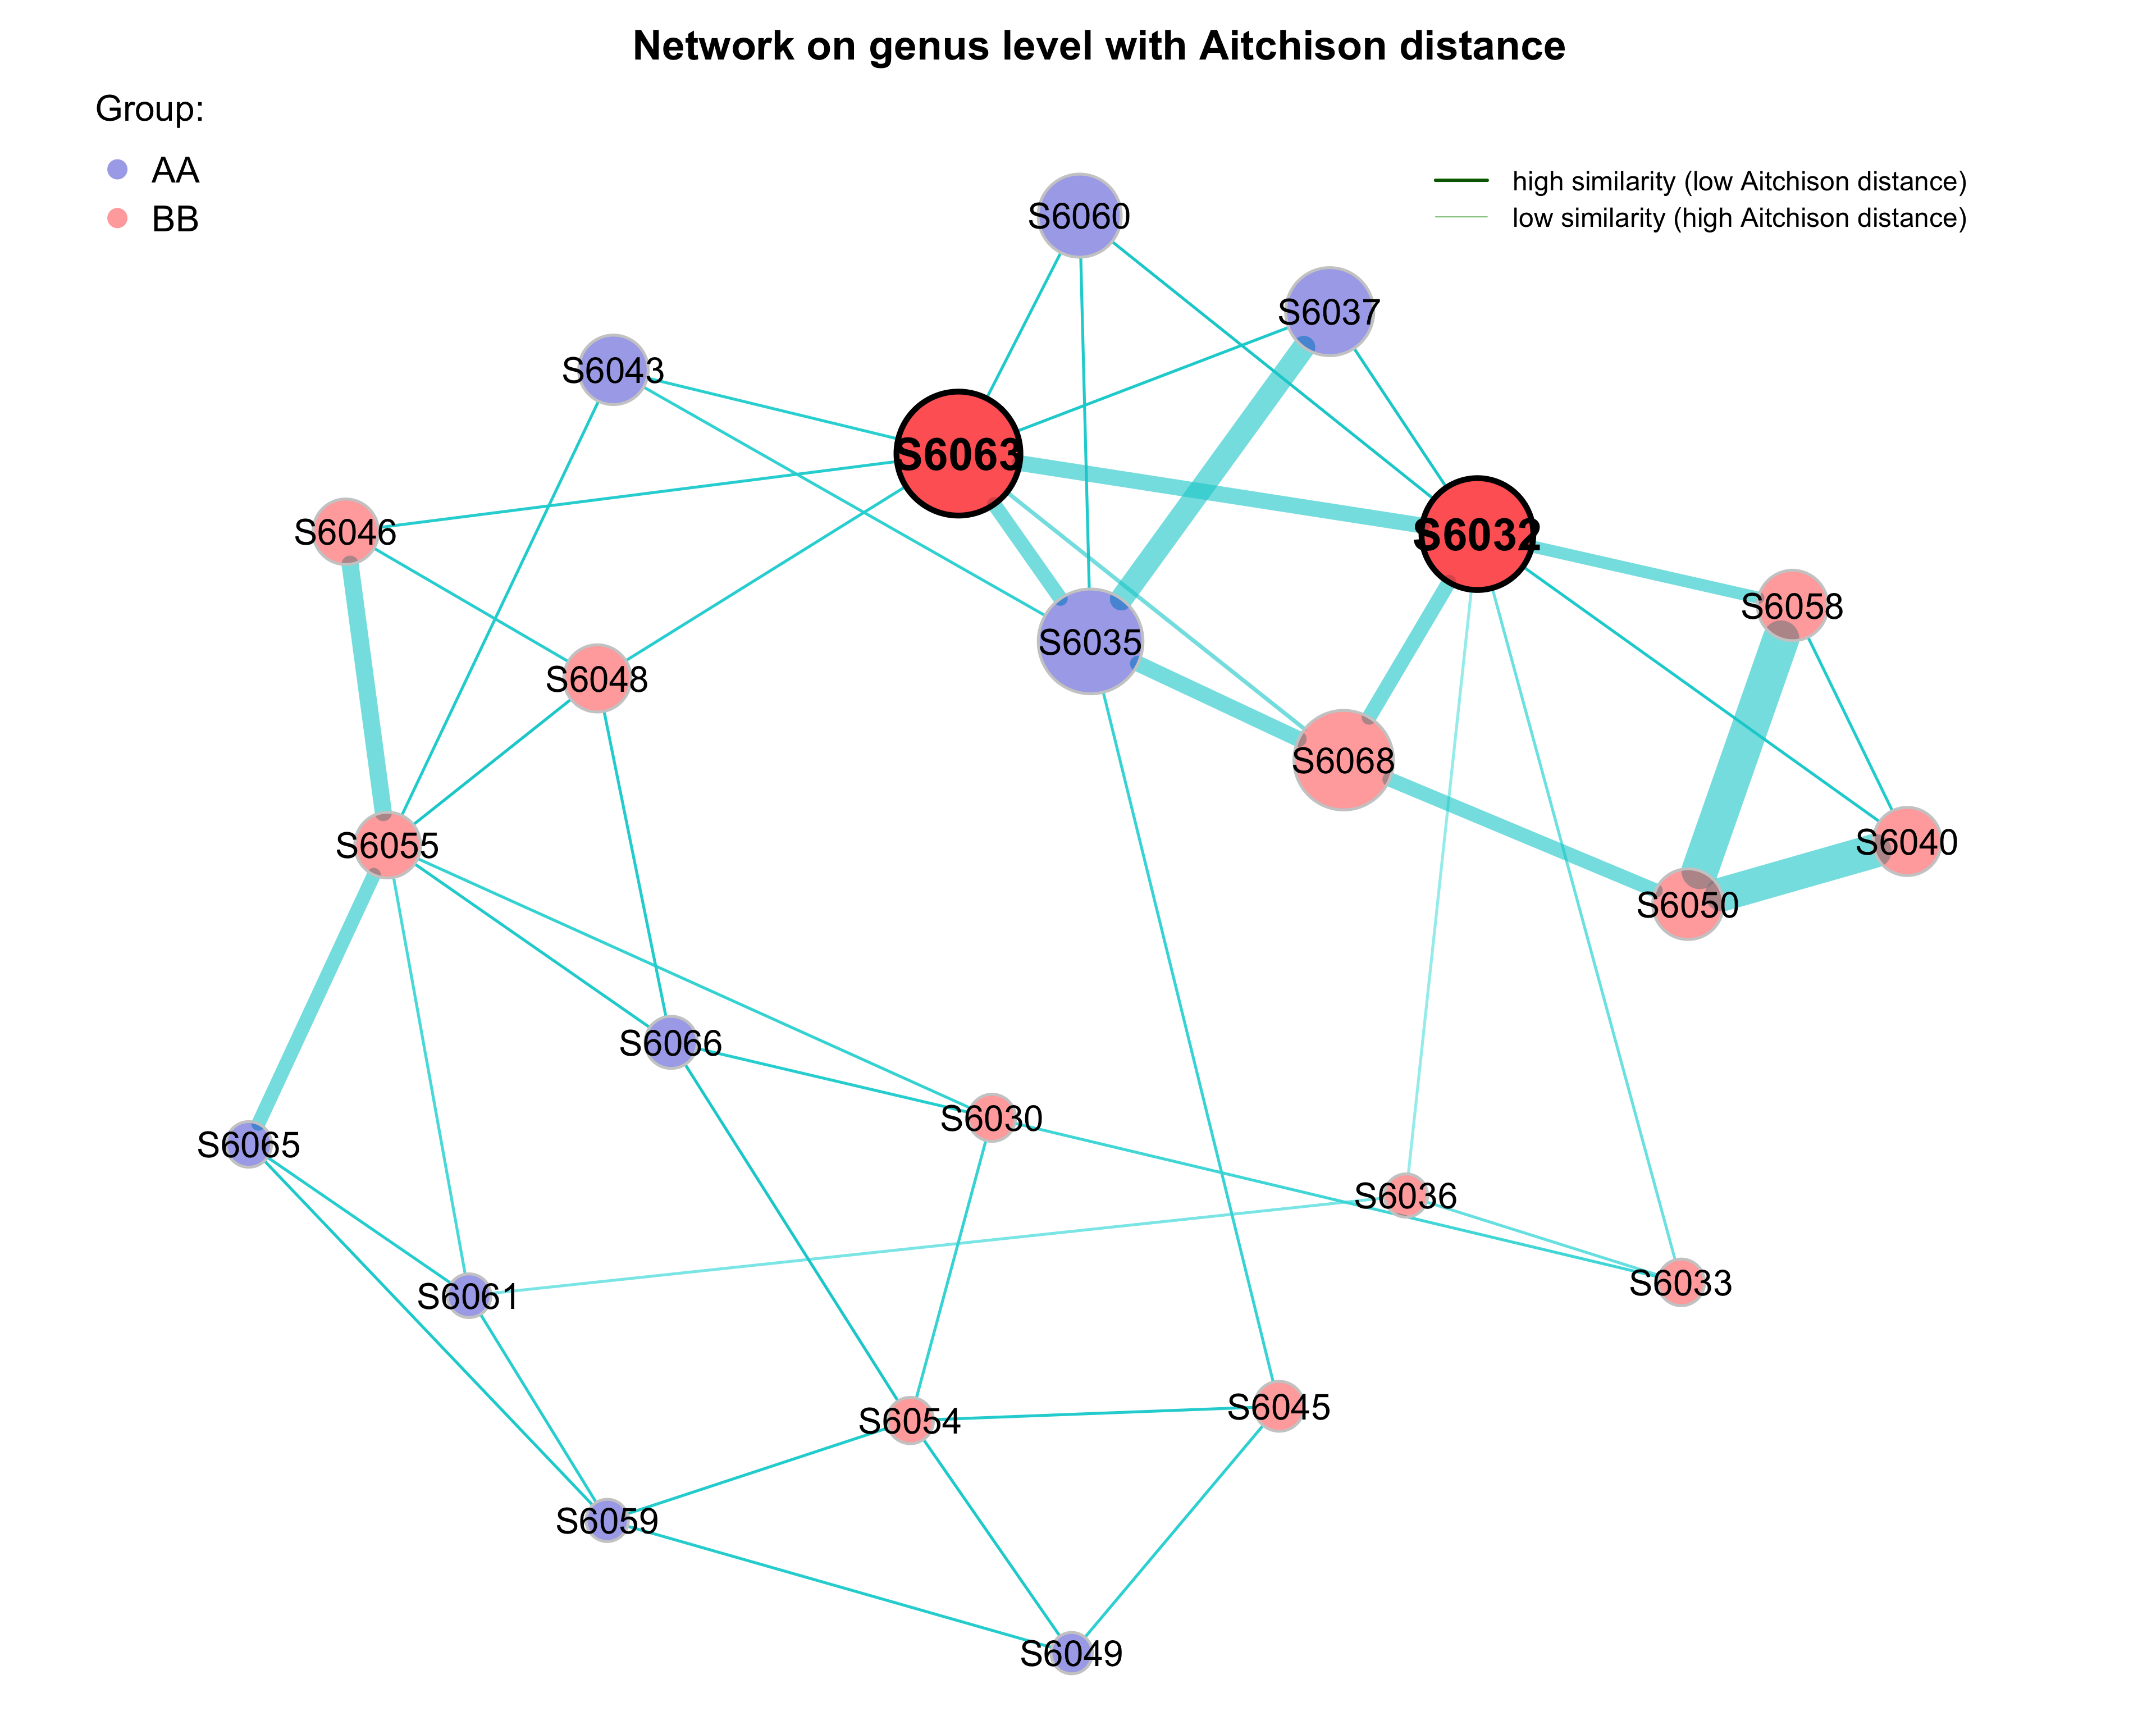 Network on genus level with Aitchison distance
Group:
AA
BB
high similarity (low Aitchison distance)
low similarity (high Aitchison distance)
S6060
S6037
S6043
S6063
S6046
S6032
S6058
S6035
S6048
S6068
S6055
S6040
S6050
S6066
S6030
S6065
S6036
S6033
S6061
S6045
S6054
S6059
S6049